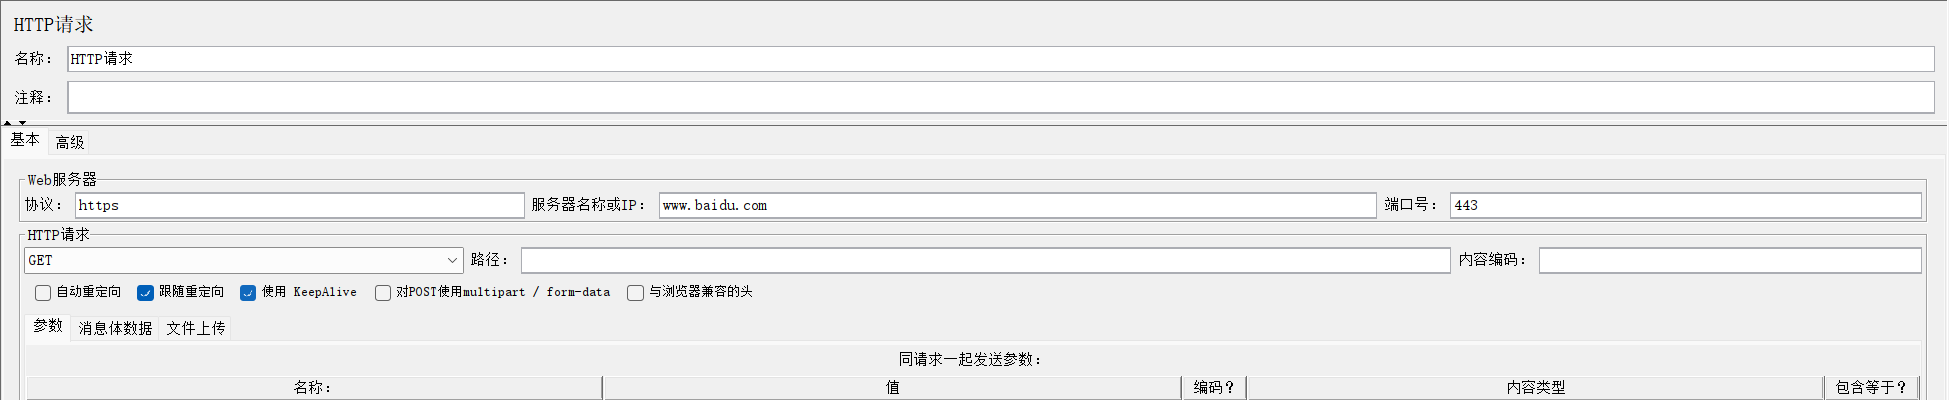 HTTP请求
名称： HTTP请求
注释：
基本 高级
Web服务器
协议： https 服务器名称或IP： www.baidu.com 端口号： 443
HTTP请求
GET 路径： 内容编码：
自动重定向 跟随重定向 使用 KeepAlive 对POST使用multipart / form-data 与浏览器兼容的头
参数 消息体数据 文件上传
同请求一起发送参数：
名称： 值 编码？ 内容类型 包含等于？